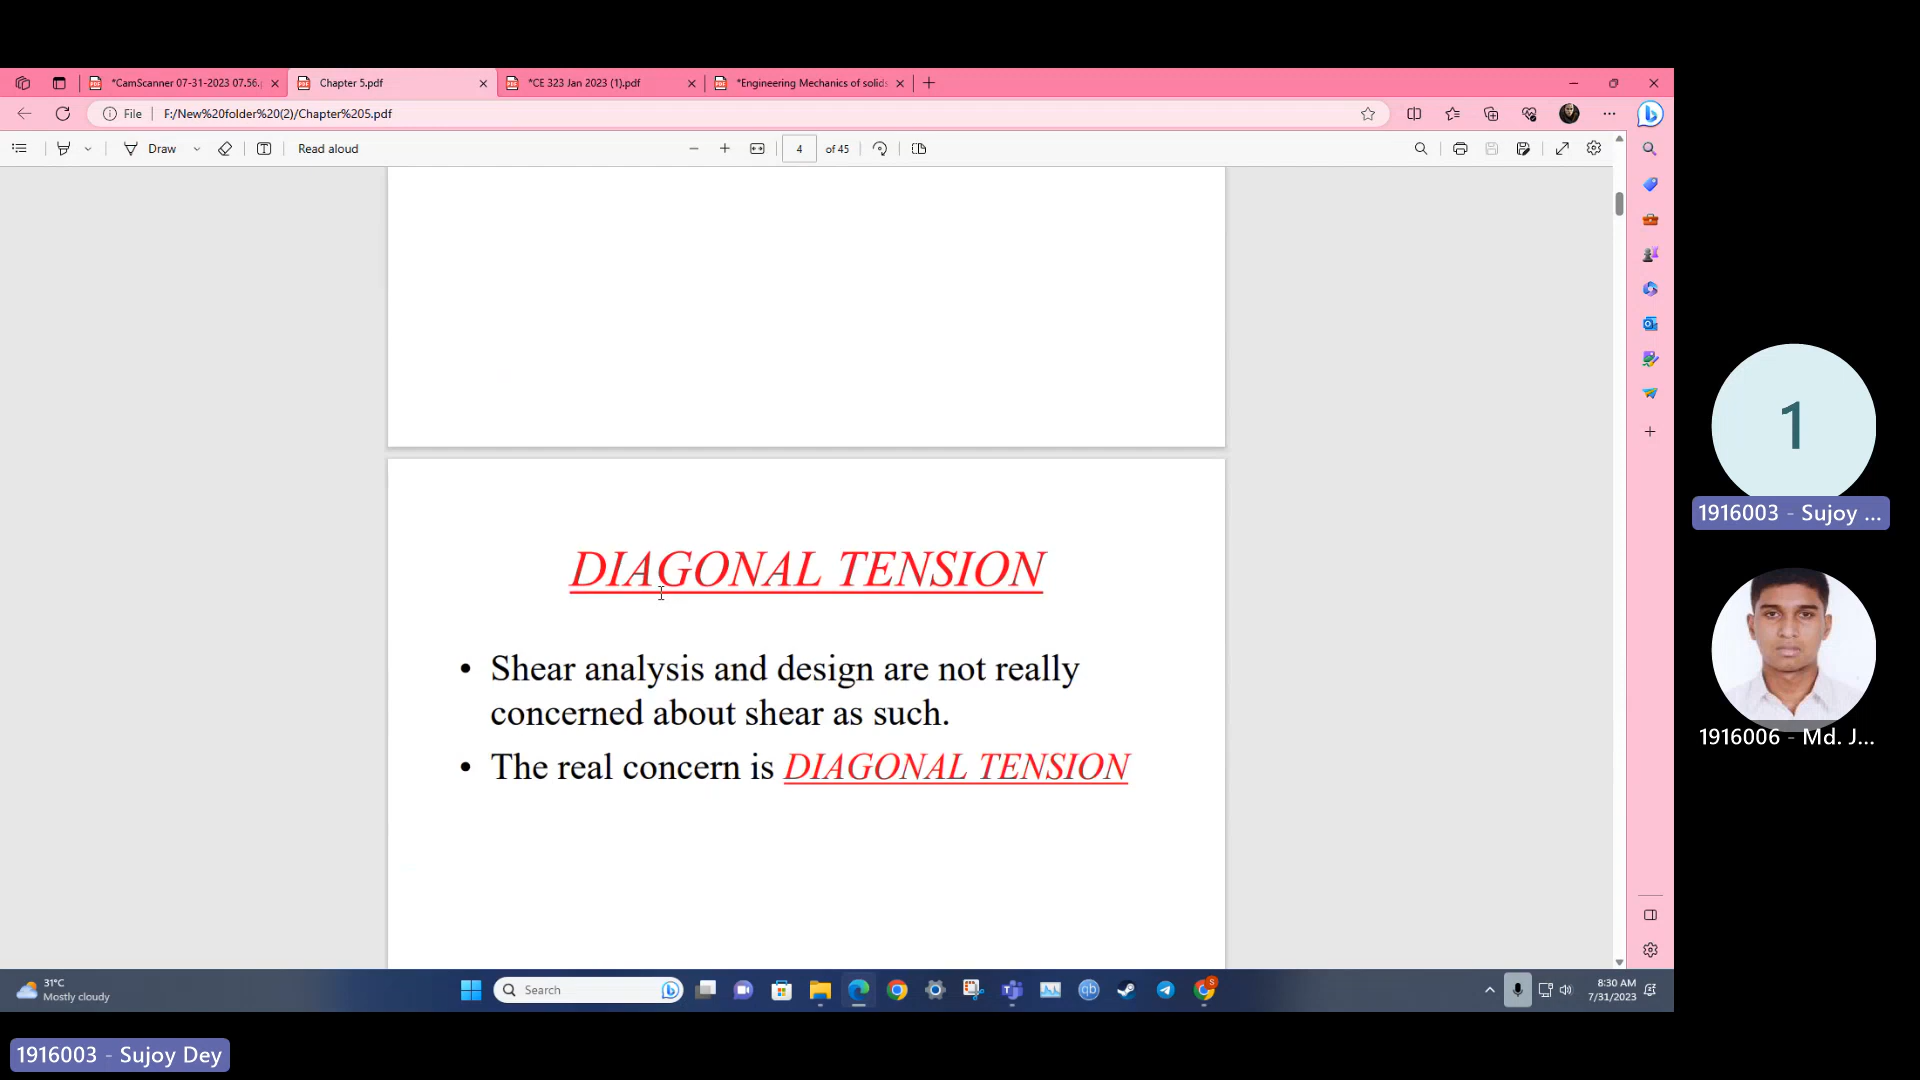 *CamScanner 07-31-2023 07.56.
Chapter 5.pdf
*CE 323 Jan 2023 (1).pdf
*Engineering Mechanics of solids
File
F:/New%20folder%20(2)/Chapter%205.pdf
Draw
Read aloud
4
of 45
DIAGONAL TENSION
• Shear analysis and design are not really
concerned about shear as such.
• The real concern is DIAGONAL TENSION
1
1916003 - Sujoy ...
1916006 - Md. J...
31°C
Mostly cloudy
Search
qb
S
8:30 AM
7/31/2023
1916003 - Sujoy Dey